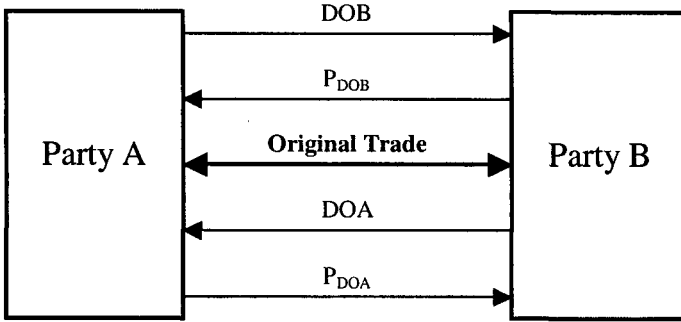 DOB
P_DOB
Original Trade
Party A
Party B
DOA
P_DOA